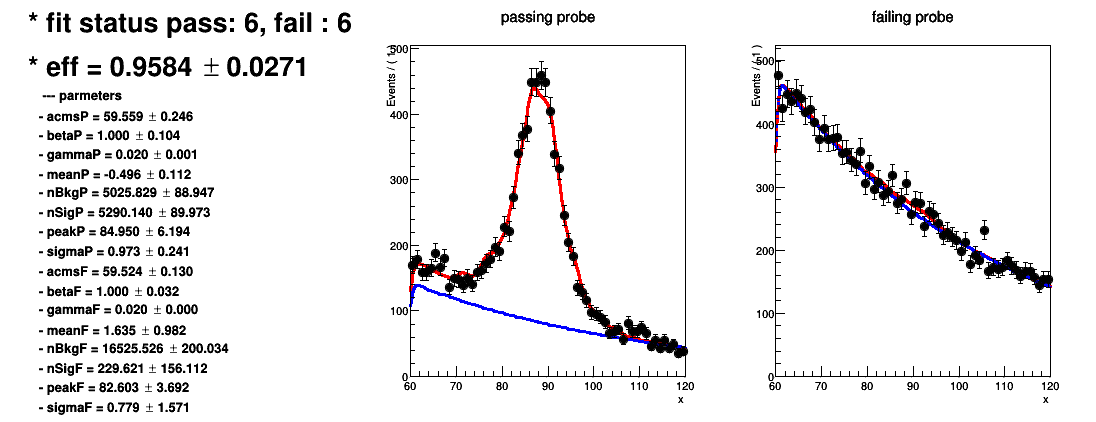 * fit status pass: 6, fail : 6
* eff = 0.9584 ± 0.0271
--- parmeters
- acmsP = 59.559 ± 0.246
- betaP = 1.000 ± 0.104
- gammaP = 0.020 ± 0.001
- meanP = -0.496 ± 0.112
- nBkgP = 5025.829 ± 88.947
- nSigP = 5290.140 ± 89.973
- peakP = 84.950 ± 6.194
- sigmaP = 0.973 ± 0.241
- acmsF = 59.524 ± 0.130
- betaF = 1.000 ± 0.032
- gammaF = 0.020 ± 0.000
- meanF = 1.635 ± 0.982
- nBkgF = 16525.526 ± 200.034
- nSigF = 229.621 ± 156.112
- peakF = 82.603 ± 3.692
- sigmaF = 0.779 ± 1.571
passing probe
Events / ( 1 )
500
400
300
200
100
0
60 70 80 90 100 110 120
x
failing probe
Events / ( 1 )
500
400
300
200
100
0
60 70 80 90 100 110 120
x